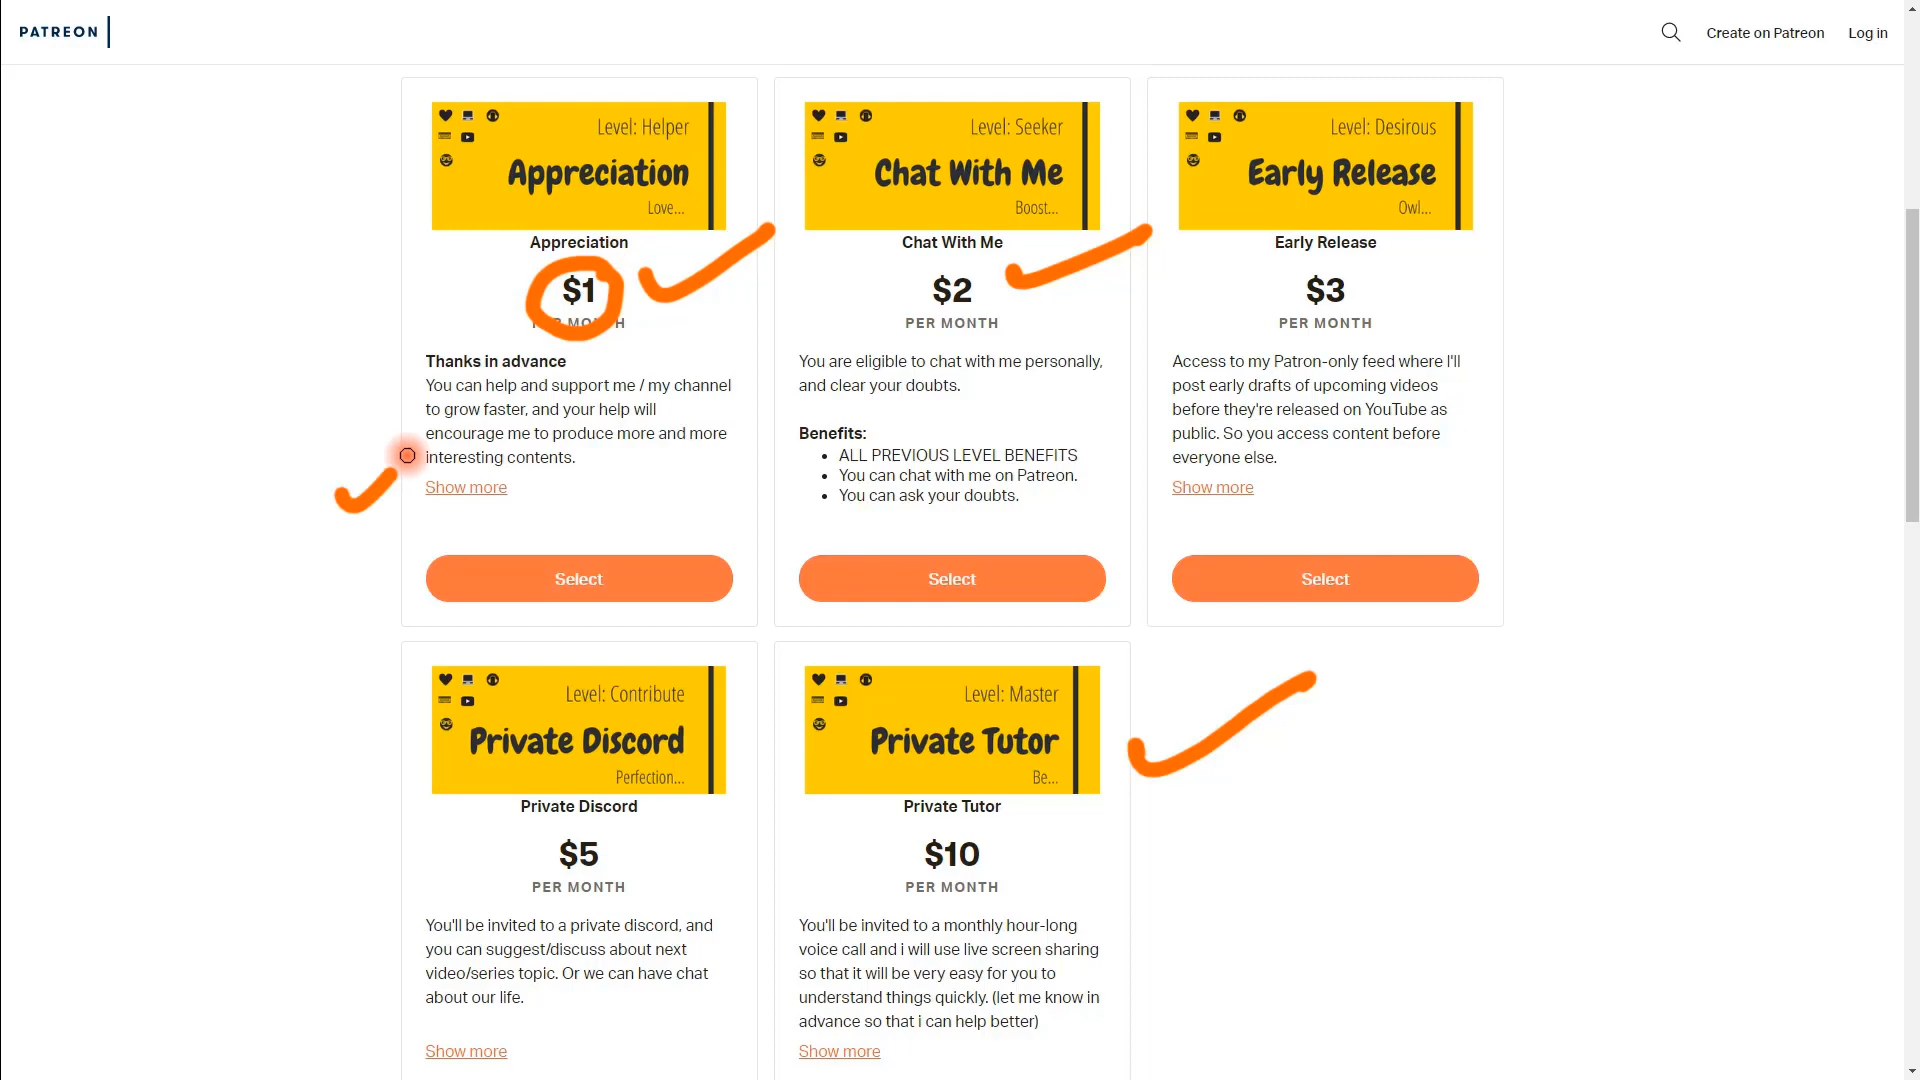 PATREON
Create on Patreon
Log in
Level: Helper
Appreciation
Love...
Appreciation
$1
PER MONTH
Thanks in advance
You can help and support me / my channel
to grow faster, and your help will
encourage me to produce more and more
interesting contents.
Show more
Select
Level: Seeker
Chat With Me
Boost...
Chat With Me
$2
PER MONTH
You are eligible to chat with me personally,
and clear your doubts.
Benefits:
• ALL PREVIOUS LEVEL BENEFITS
• You can chat with me on Patreon.
• You can ask your doubts.
Select
Level: Desirous
Early Release
Owl...
Early Release
$3
PER MONTH
Access to my Patron-only feed where I'll
post early drafts of upcoming videos
before they're released on YouTube as
public. So you access content before
everyone else.
Show more
Select
Level: Contribute
Private Discord
Perfection...
Private Discord
$5
PER MONTH
You'll be invited to a private discord, and
you can suggest/discuss about next
video/series topic. Or we can have chat
about our life.
Show more
Level: Master
Private Tutor
Be...
Private Tutor
$10
PER MONTH
You'll be invited to a monthly hour-long
voice call and i will use live screen sharing
so that it will be very easy for you to
understand things quickly. (let me know in
advance so that i can help better)
Show more